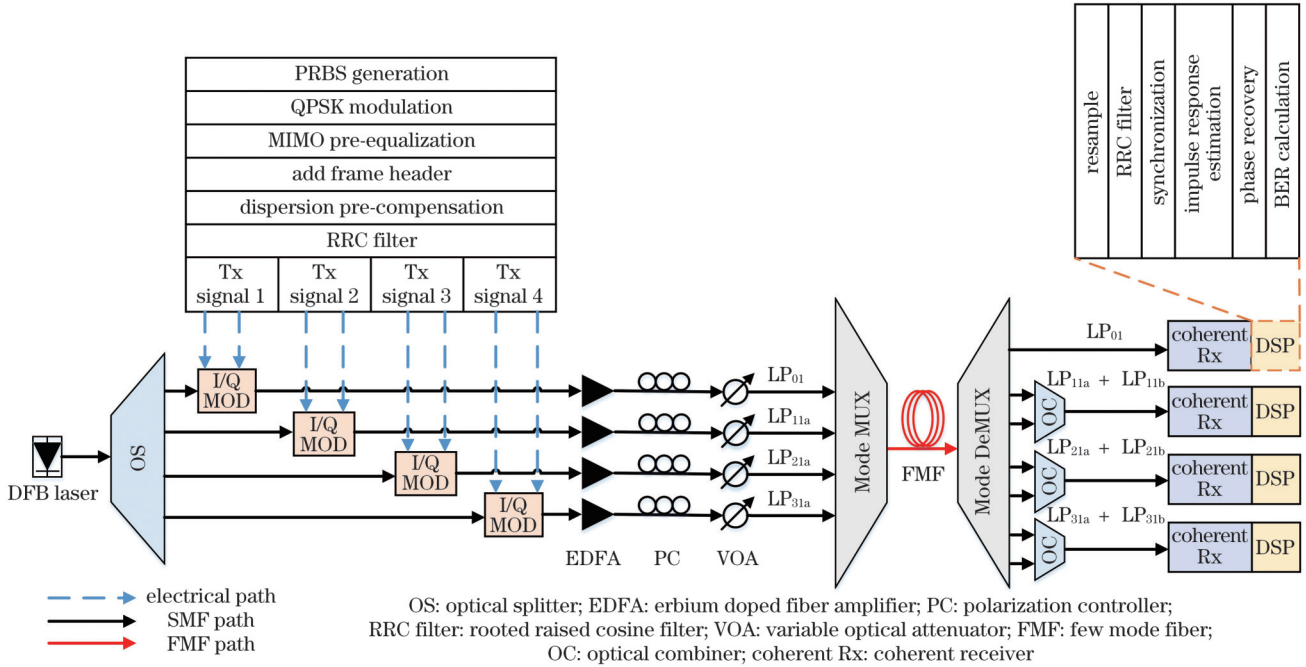 PRBS generation
QPSK modulation
MIMO pre-equalization
add frame header
dispersion pre-compensation
RRC filter
Tx
signal 1
Tx
signal 2
Tx
signal 3
Tx
signal 4
resample
RRC filter
synchronization
impulse response
estimation
phase recovery
BER calculation
DFB laser
OS
I/Q
MOD
I/Q
MOD
I/Q
MOD
I/Q
MOD
EDFA
PC
VOA
LP01
LP11a
LP21a
LP31a
Mode MUX
FMF
Mode DeMUX
LP01
coherent
Rx
DSP
OC
LP11a + LP11b
coherent
Rx
DSP
OC
LP21a + LP21b
coherent
Rx
DSP
OC
LP31a + LP31b
coherent
Rx
DSP
electrical path
SMF path
FMF path
OS: optical splitter; EDFA: erbium doped fiber amplifier; PC: polarization controller;
RRC filter: rooted raised cosine filter; VOA: variable optical attenuator; FMF: few mode fiber;
OC: optical combiner; coherent Rx: coherent receiver